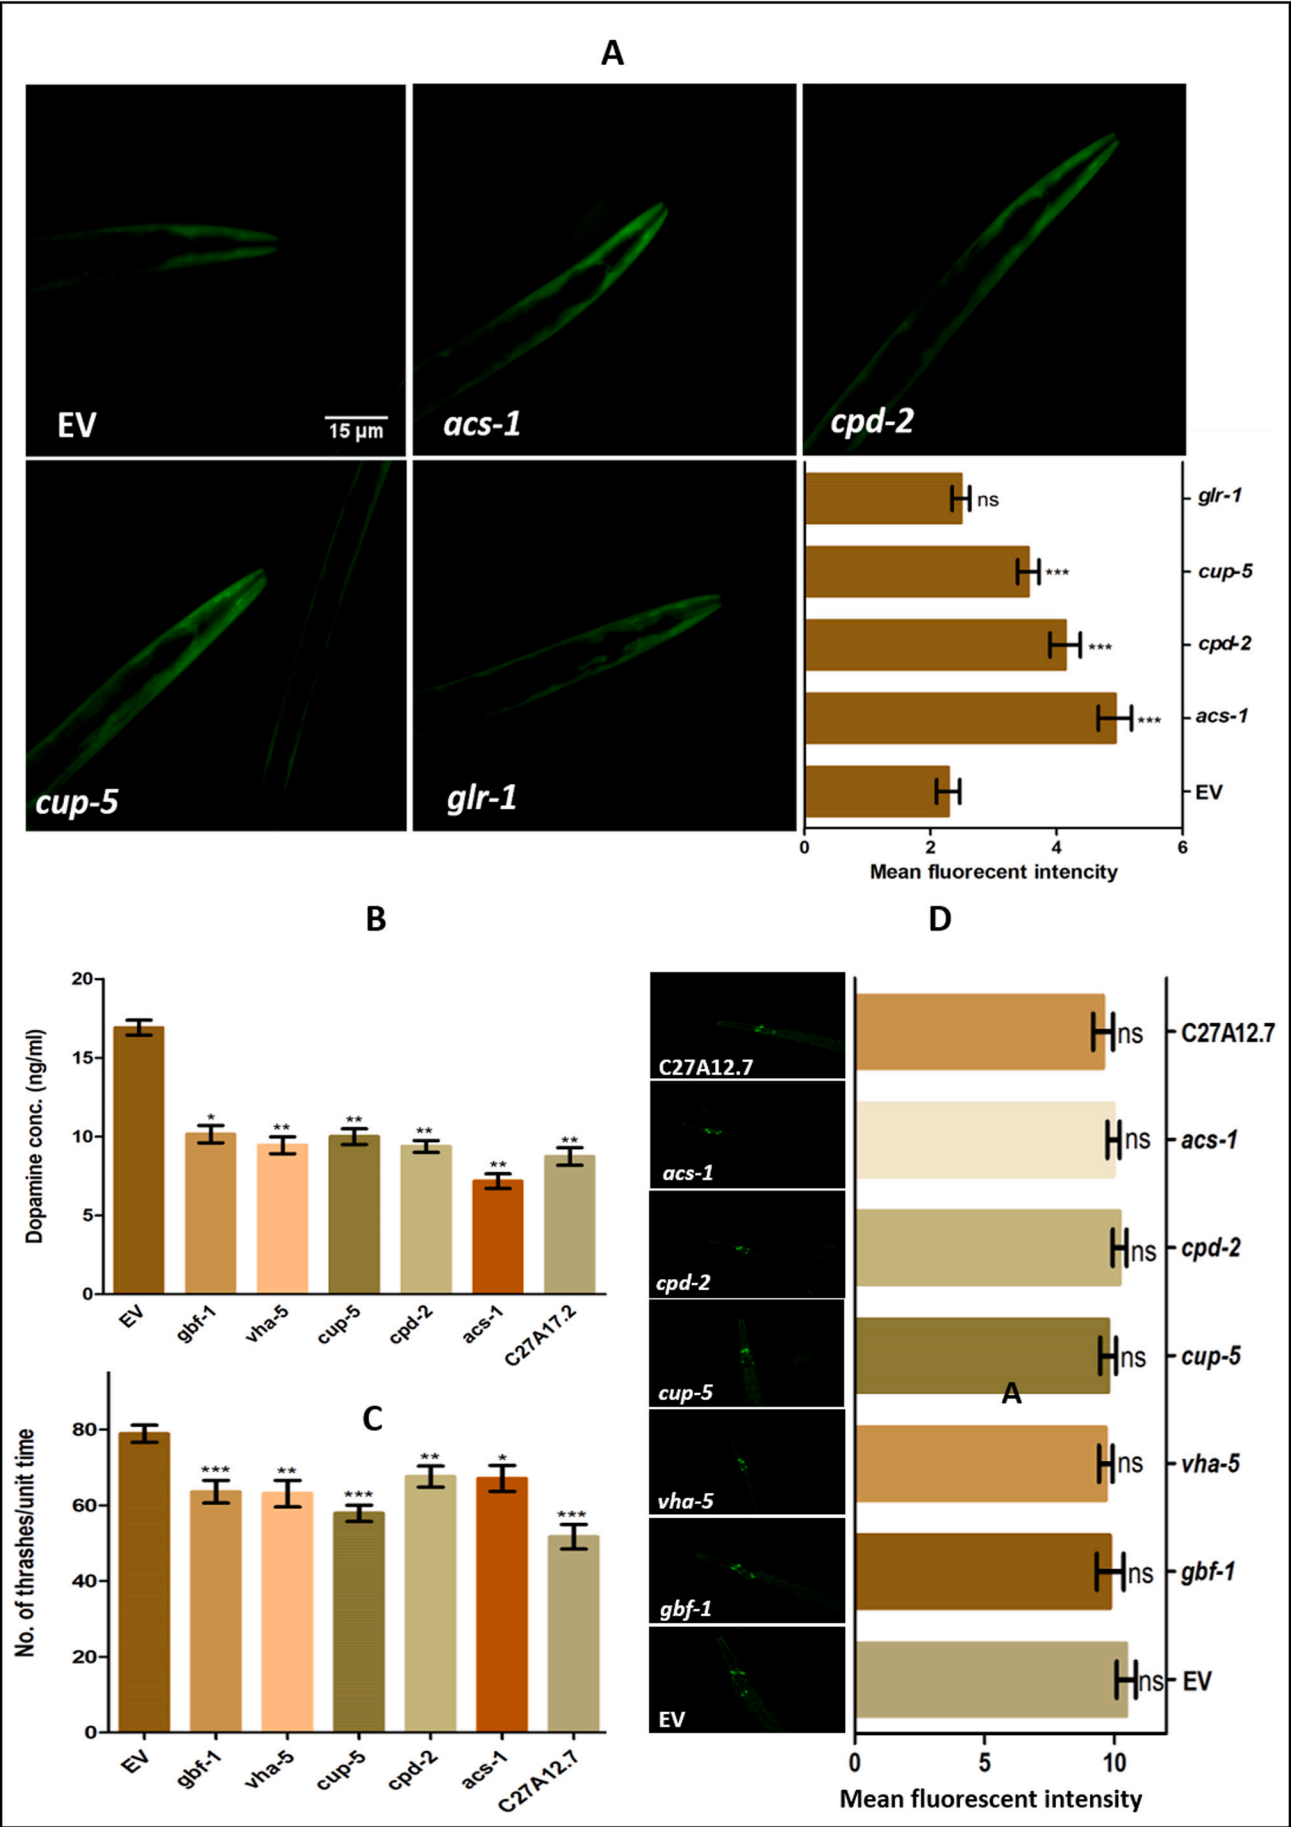 A
EV
15 µm
acs-1
cpd-2
cup-5
glr-1
ns
glr-1
***
cup-5
***
cpd-2
***
acs-1
EV
0 2 4 6
Mean fluorecent intencity
B
Dopamine conc. (ng/ml)
20
15
10
5
0
* ** ** ** ** **
EV gbf-1 vha-5 cup-5 cpd-2 acs-1 C27A17.2
C
No. of thrashes/unit time
80
60
40
20
0
*** ** *** ** * ***
EV gbf-1 vha-5 cup-5 cpd-2 acs-1 C27A12.7
D
C27A12.7
acs-1
cpd-2
cup-5
vha-5
gbf-1
EV
ns C27A12.7
ns acs-1
ns cpd-2
ns cup-5
A
ns vha-5
ns gbf-1
ns EV
0 5 10
Mean fluorescent intensity